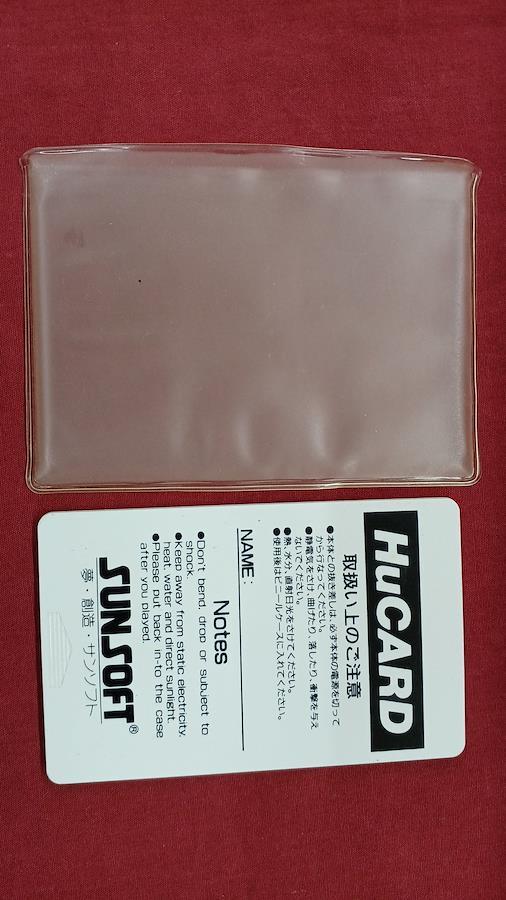 HuCARD
取扱い上のご注意
●本体との抜き差しは、必ず本体の電源を切って
から行なってください。
●静電気をさけ、曲げたり、落したり、衝撃を与え
ないでください。
●熱、水分、直射日光をさけてください。
●使用後はビニールケースに入れてください。
NAME:
Notes
●Don't bend, drop or subject to
shock.
●Keep away from static electricity,
heat, water and direct sunlight.
●Please put back in-to the case
after you played.
SUNSOFT®
夢・創造・サンソフト